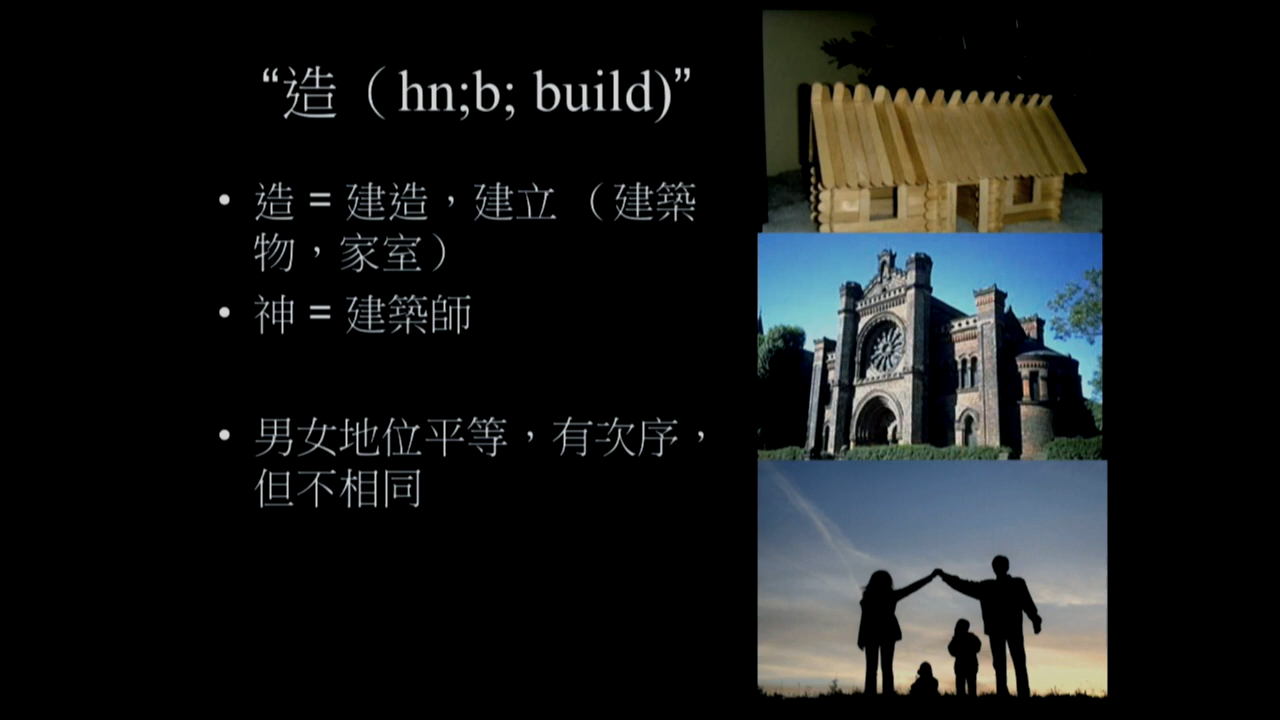 “造（hn;b; build)”
• 造 = 建造，建立 （建築
物，家室）
• 神 = 建築師
• 男女地位平等，有次序，
但不相同